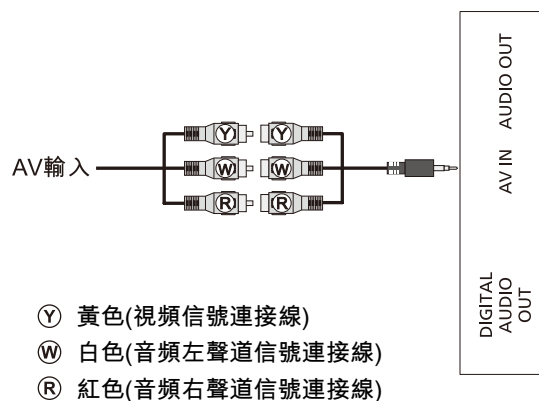 AUDIO OUT
Y Y
AV輸入 W W AV IN
R R
DIGITAL
AUDIO
OUT
Ⓨ 黃色(視頻信號連接線)
Ⓦ 白色(音頻左聲道信號連接線)
Ⓡ 紅色(音頻右聲道信號連接線)